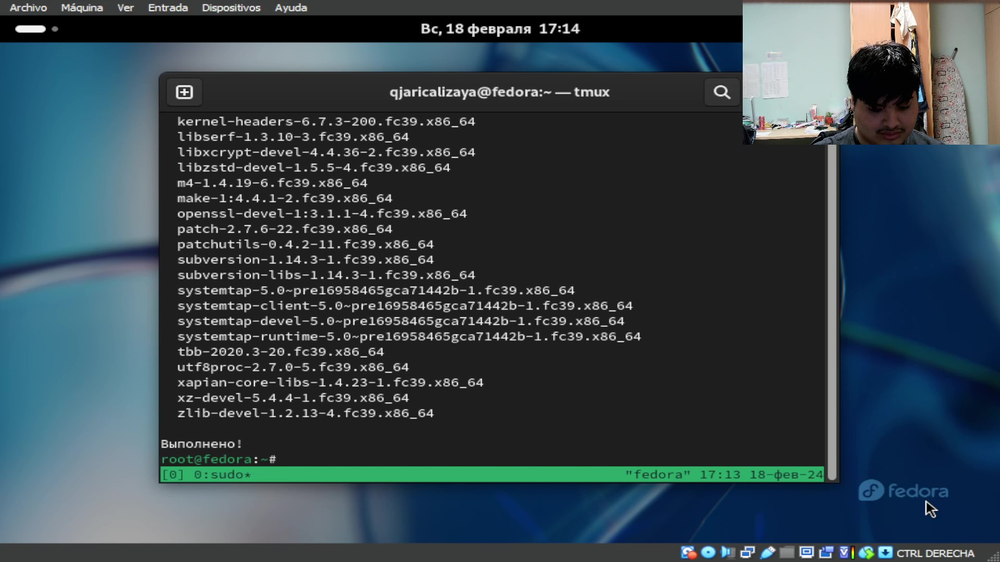 Archivo Máquina Ver Entrada Dispositivos Ayuda
Вс, 18 февраля 17:14
qjaricalizaya@fedora:~ — tmux
kernel-headers-6.7.3-200.fc39.x86_64
libserf-1.3.10-3.fc39.x86_64
libxcrypt-devel-4.4.36-2.fc39.x86_64
libzstd-devel-1.5.5-4.fc39.x86_64
m4-1.4.19-6.fc39.x86_64
make-1:4.4.1-2.fc39.x86_64
openssl-devel-1:3.1.1-4.fc39.x86_64
patch-2.7.6-22.fc39.x86_64
patchutils-0.4.2-11.fc39.x86_64
subversion-1.14.3-1.fc39.x86_64
subversion-libs-1.14.3-1.fc39.x86_64
systemtap-5.0~pre16958465gca71442b-1.fc39.x86_64
systemtap-client-5.0~pre16958465gca71442b-1.fc39.x86_64
systemtap-devel-5.0~pre16958465gca71442b-1.fc39.x86_64
systemtap-runtime-5.0~pre16958465gca71442b-1.fc39.x86_64
tbb-2020.3-20.fc39.x86_64
utf8proc-2.7.0-5.fc39.x86_64
xapian-core-libs-1.4.23-1.fc39.x86_64
xz-devel-5.4.4-1.fc39.x86_64
zlib-devel-1.2.13-4.fc39.x86_64
Выполнено!
root@fedora:~#
[0] 0:sudo* "fedora" 17:13 18-фев-24
fedora
CTRL DERECHA